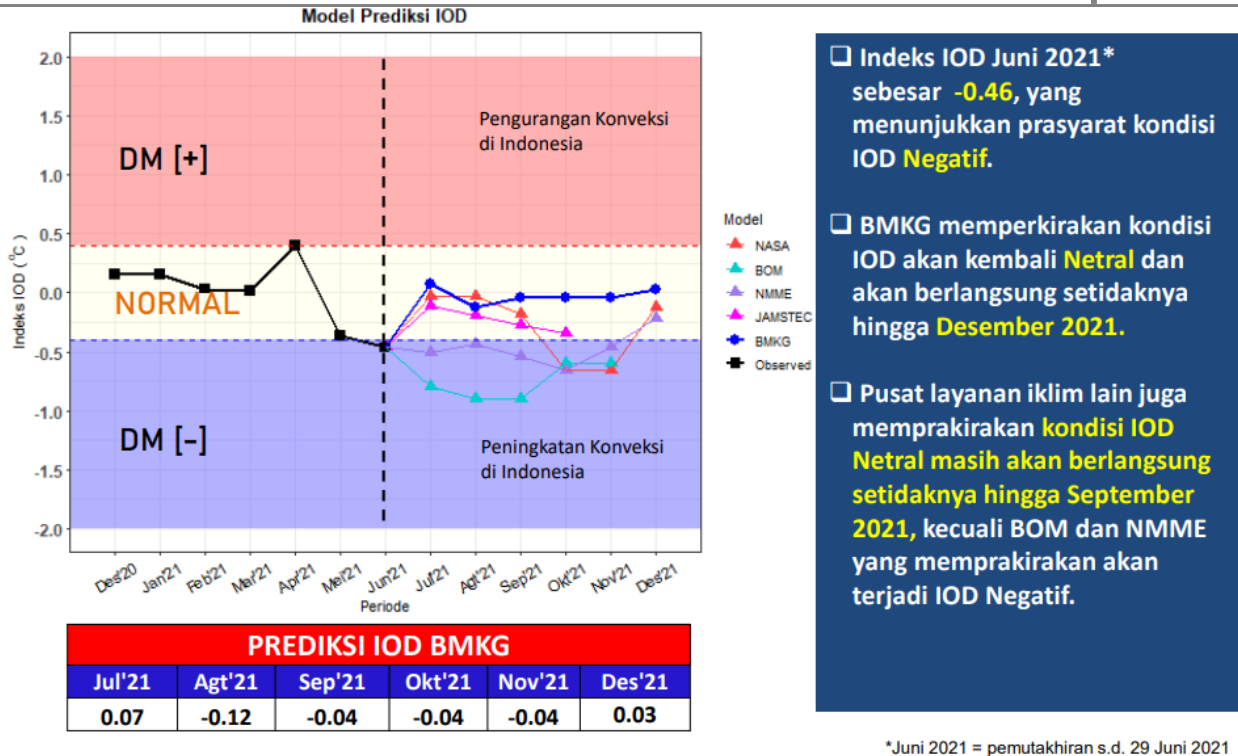 Model Prediksi IOD
2.0
1.5
1.0
0.5
0.0
-0.5
-1.0
-1.5
-2.0
Indeks IOD (°C)
DM [+]
Pengurangan Konveksi
di Indonesia
NORMAL
DM [-]
Peningkatan Konveksi
di Indonesia
Des'20 Jan'21 Feb'21 Mar'21 Apr'21 Mei'21 Jun'21 Jul'21 Agt'21 Sep'21 Okt'21 Nov'21 Des'21
Periode
Model
NASA
BOM
NMME
JAMSTEC
BMKG
Observed
PREDIKSI IOD BMKG
Jul'21 Agt'21 Sep'21 Okt'21 Nov'21 Des'21
0.07 -0.12 -0.04 -0.04 -0.04 0.03
❑ Indeks IOD Juni 2021*
sebesar -0.46, yang
menunjukkan prasyarat kondisi
IOD Negatif.
❑ BMKG memperkirakan kondisi
IOD akan kembali Netral dan
akan berlangsung setidaknya
hingga Desember 2021.
❑ Pusat layanan iklim lain juga
memprakirakan kondisi IOD
Netral masih akan berlangsung
setidaknya hingga September
2021, kecuali BOM dan NMME
yang memprakirakan akan
terjadi IOD Negatif.
*Juni 2021 = pemutakhiran s.d. 29 Juni 2021